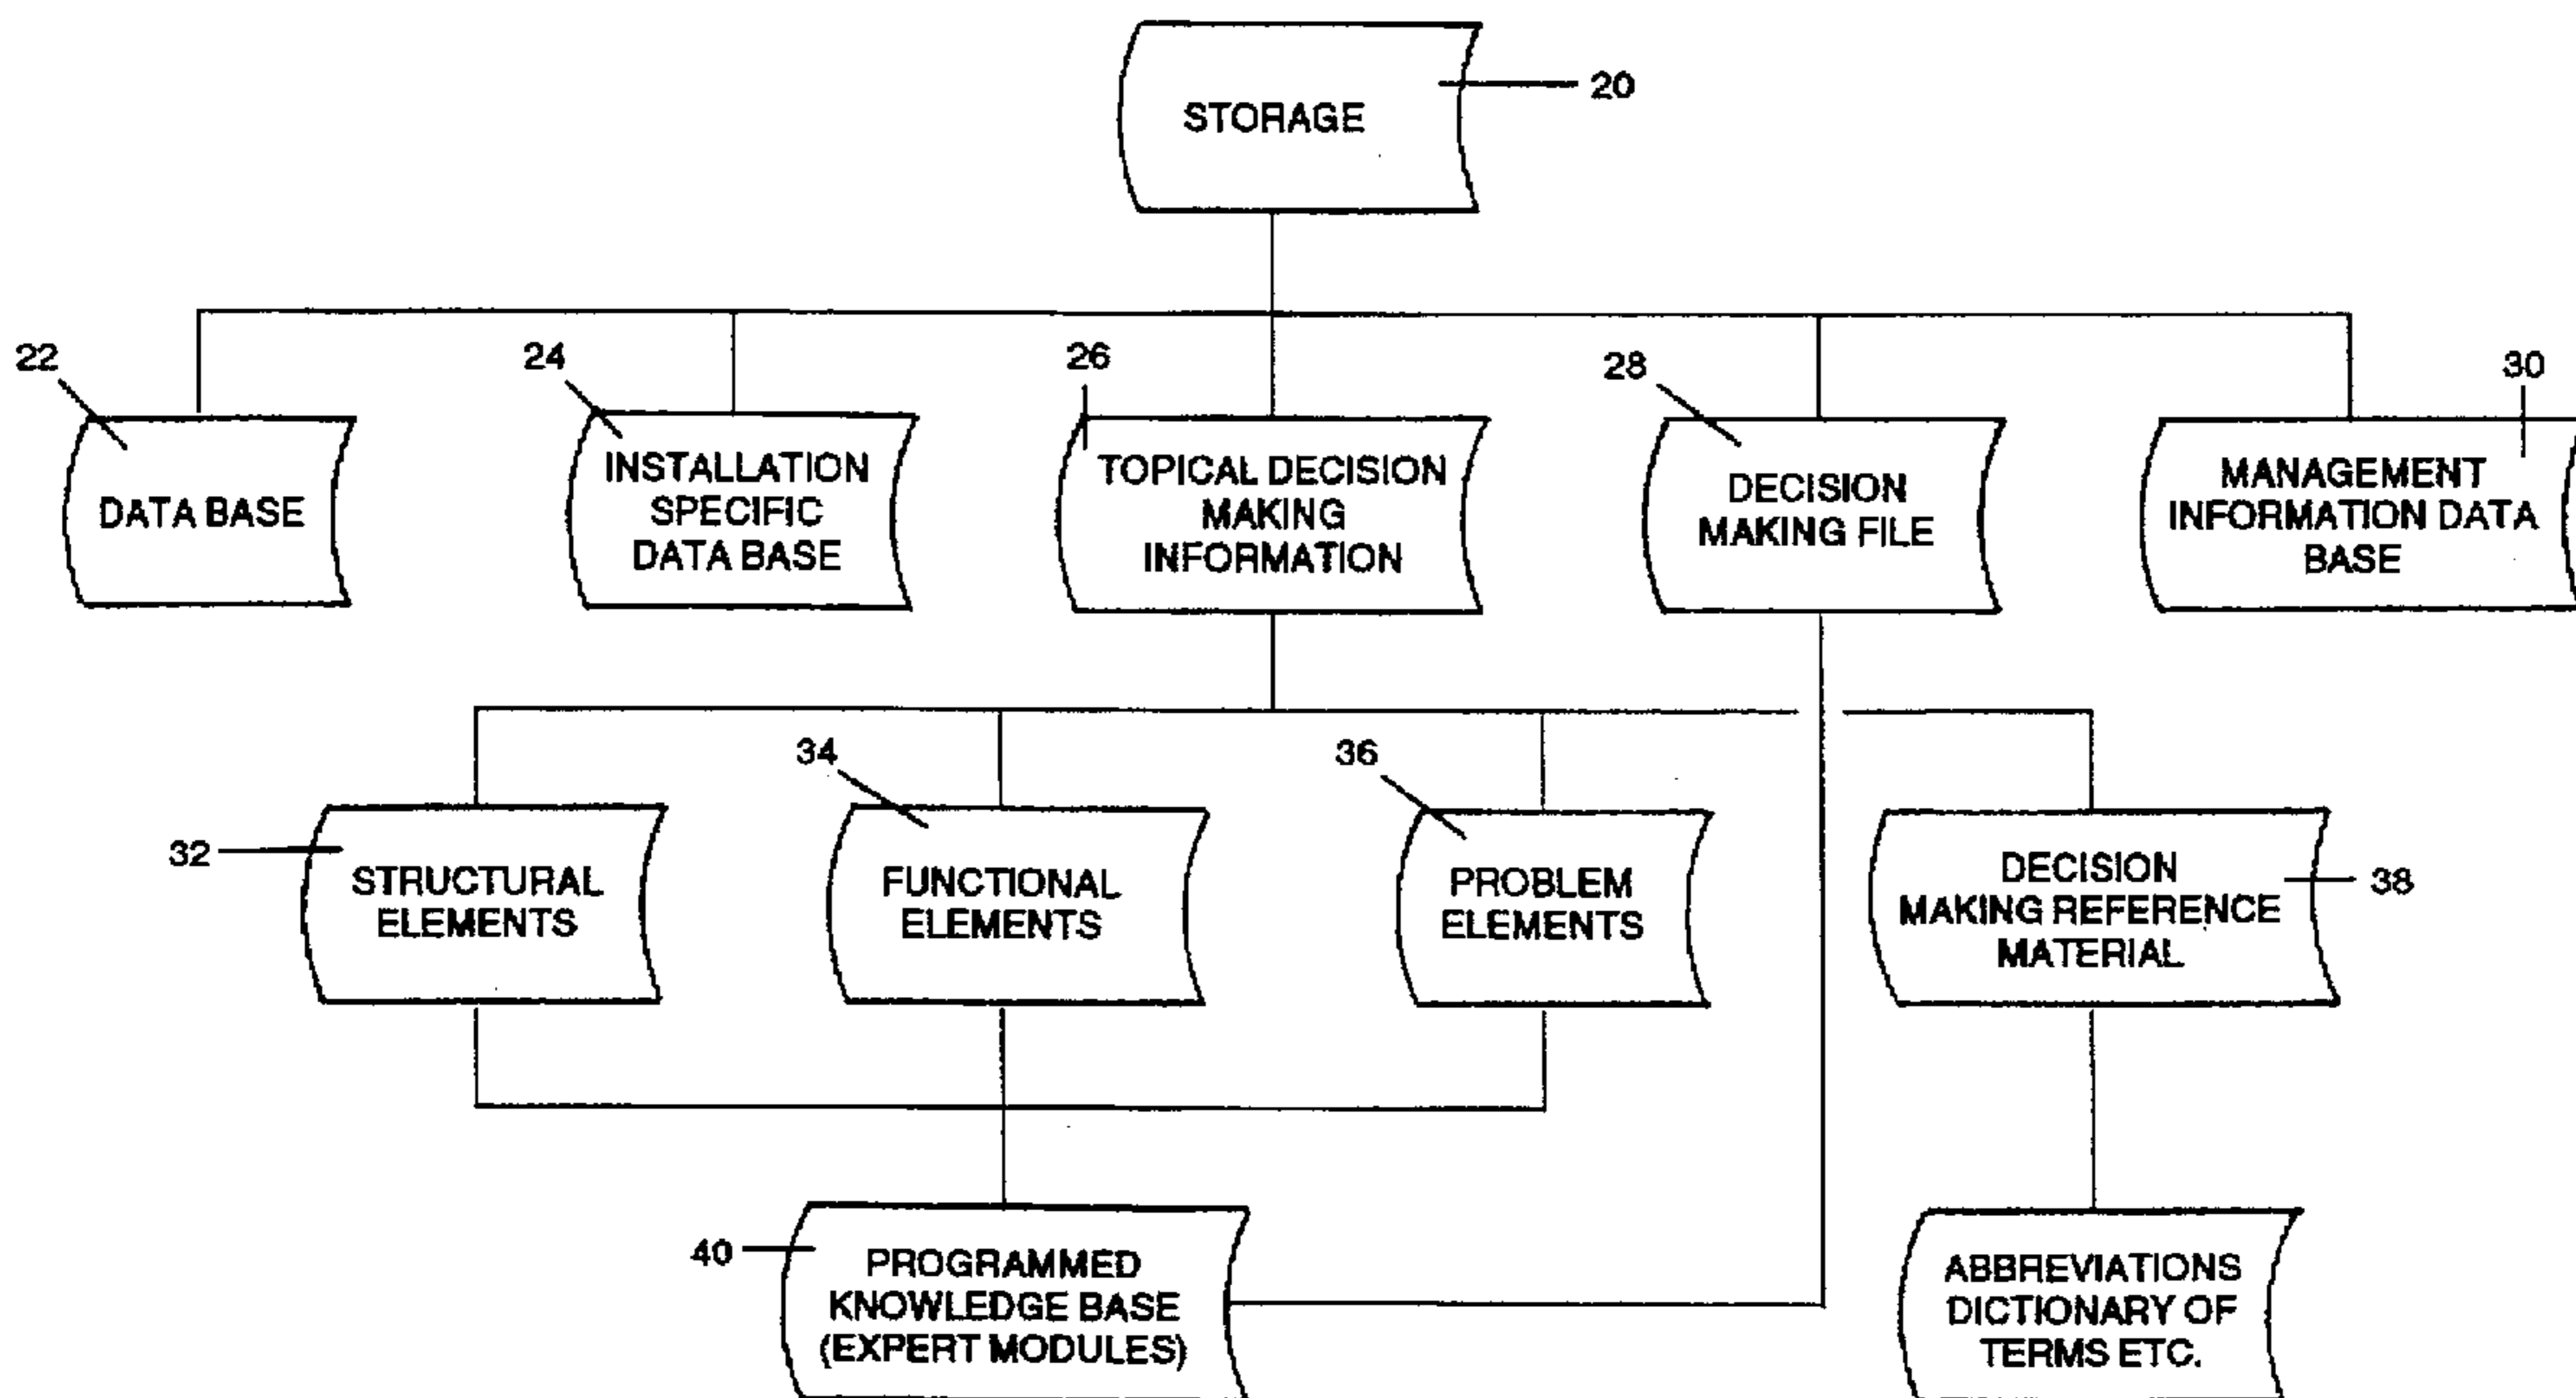 STORAGE
20
22
24
26
28
30
DATA BASE
INSTALLATION
SPECIFIC
DATA BASE
TOPICAL DECISION
MAKING
INFORMATION
DECISION
MAKING FILE
MANAGEMENT
INFORMATION DATA
BASE
32
34
36
38
STRUCTURAL
ELEMENTS
FUNCTIONAL
ELEMENTS
PROBLEM
ELEMENTS
DECISION
MAKING REFERENCE
MATERIAL
40
PROGRAMMED
KNOWLEDGE BASE
(EXPERT MODULES)
ABBREVIATIONS
DICTIONARY OF
TERMS ETC.